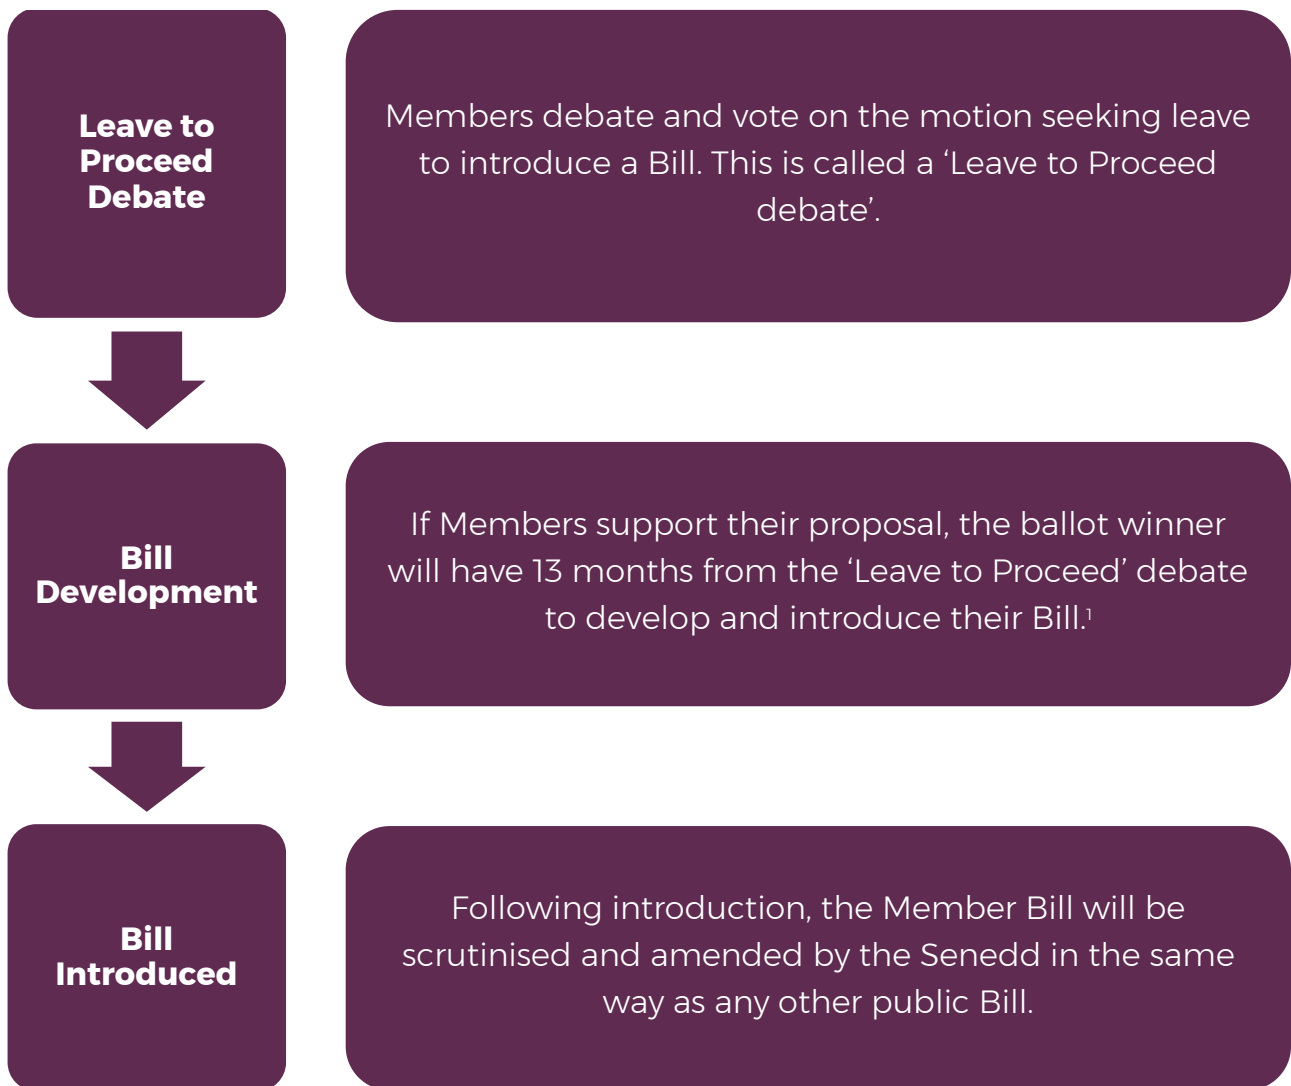 Leave to
Proceed
Debate
Members debate and vote on the motion seeking leave
to introduce a Bill. This is called a ‘Leave to Proceed
debate’.
Bill
Development
If Members support their proposal, the ballot winner
will have 13 months from the ‘Leave to Proceed’ debate
to develop and introduce their Bill.¹
Bill
Introduced
Following introduction, the Member Bill will be
scrutinised and amended by the Senedd in the same
way as any other public Bill.